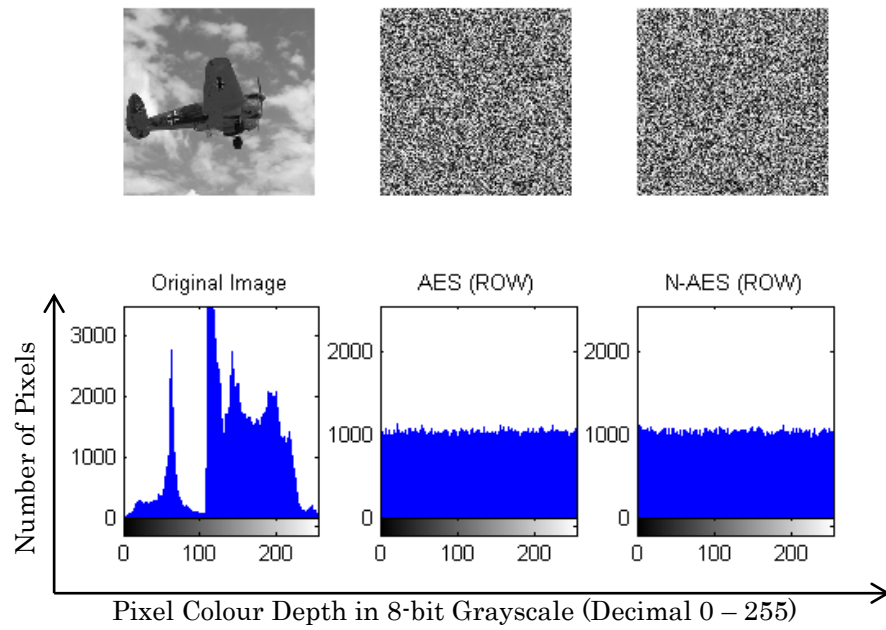 Original Image
AES (ROW)
N-AES (ROW)
Number of Pixels
3000
2000
1000
0
0 100 200
2000
1000
0
0 100 200
2000
1000
0
0 100 200
Pixel Colour Depth in 8-bit Grayscale (Decimal 0 – 255)